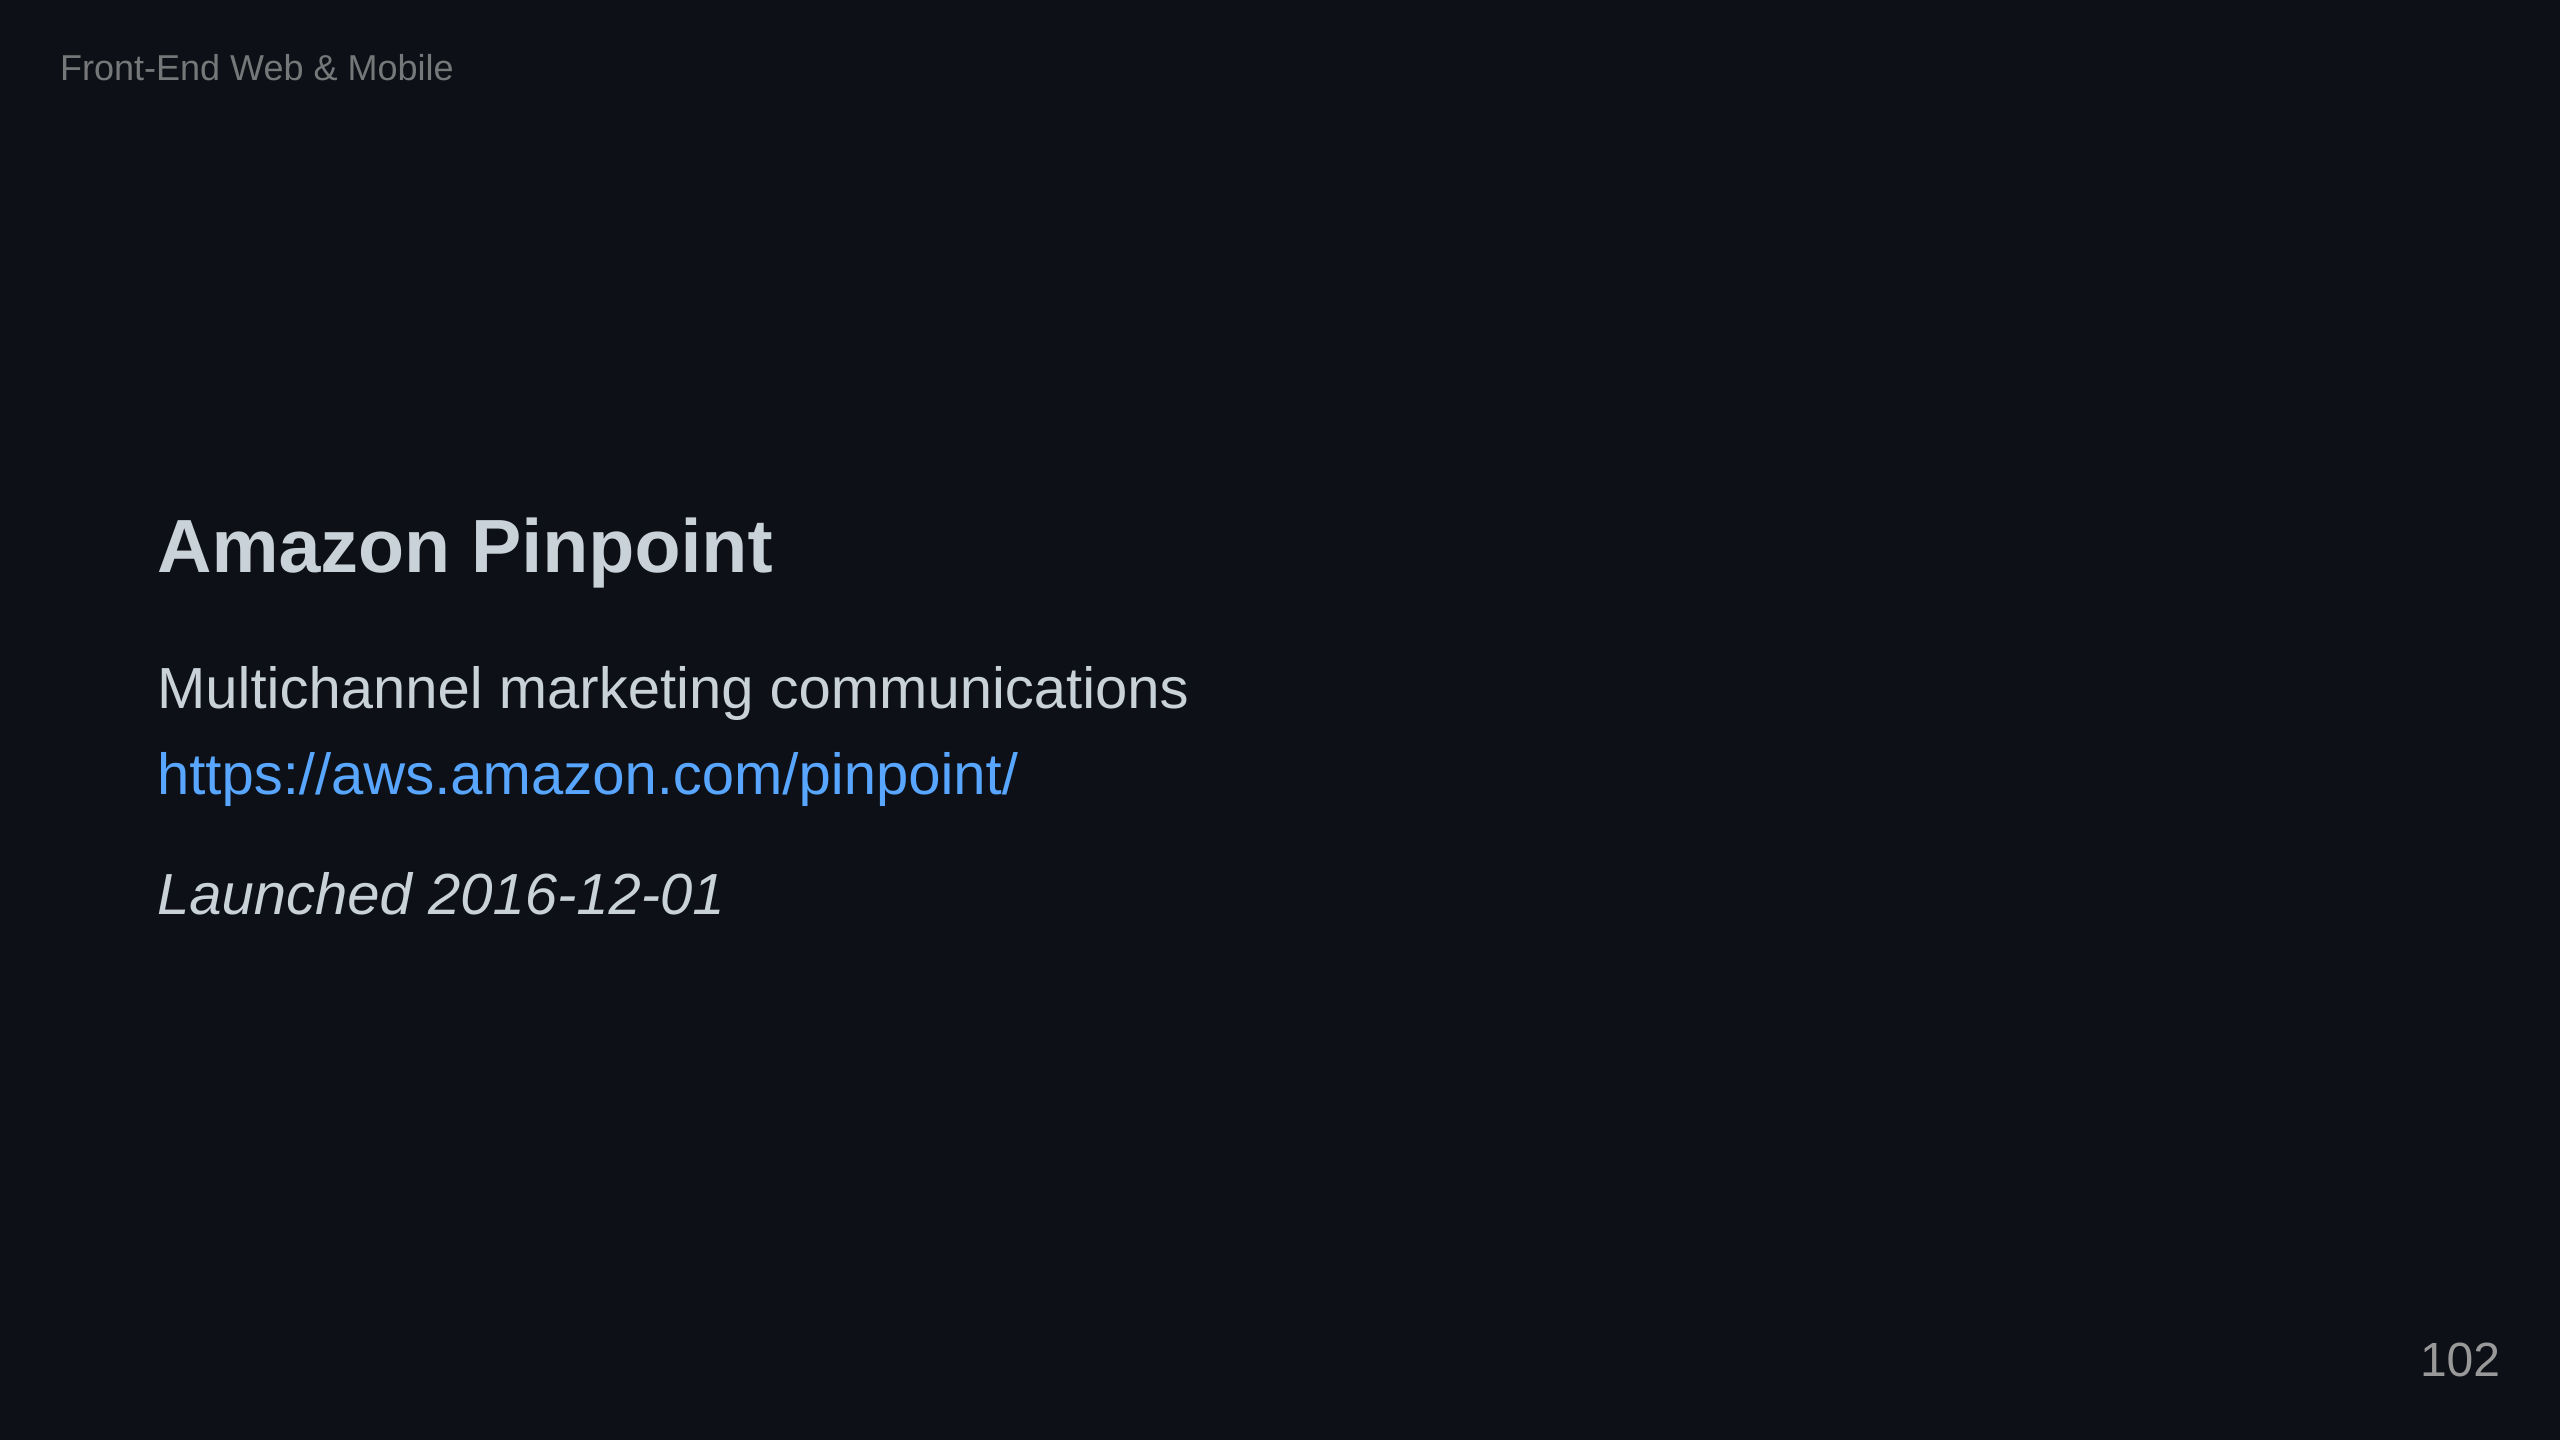 Front-End Web & Mobile
Amazon Pinpoint
Multichannel marketing communications
https://aws.amazon.com/pinpoint/
Launched 2016-12-01
102